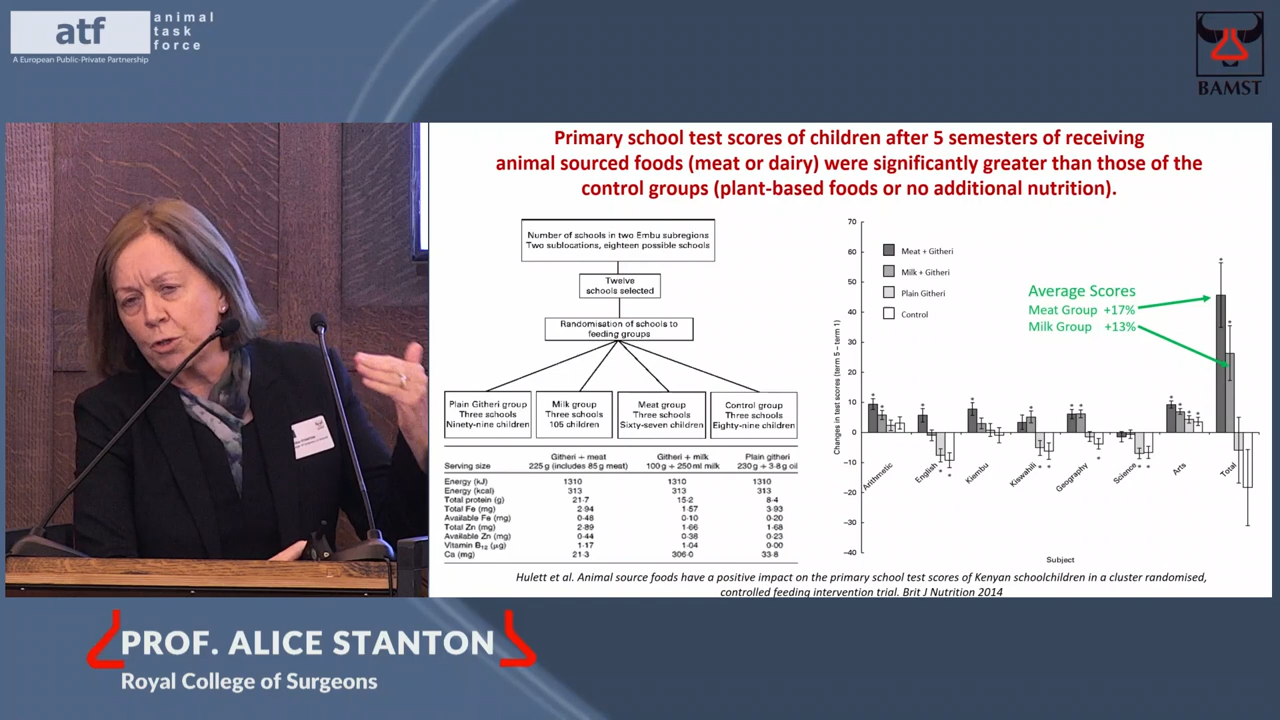 atf
animal
task
force
A European Public-Private Partnership
BAMST
Primary school test scores of children after 5 semesters of receiving
animal sourced foods (meat or dairy) were significantly greater than those of the
control groups (plant-based foods or no additional nutrition).
Number of schools in two Embu subregions
Two sublocations, eighteen possible schools
Twelve
schools selected
Randomisation of schools to
feeding groups
Plain Githeri group
Three schools
Ninety-nine children
Milk group
Three schools
105 children
Meat group
Three schools
Sixty-seven children
Control group
Three schools
Eighty-nine children
Githeri + meat Githeri + milk Plain githeri
Serving size 225 g (includes 85 g meat) 100 g + 250 ml milk 230 g + 3·8 g oil
Energy (kJ) 1310 1310 1310
Energy (kcal) 313 313 313
Total protein (g) 21·7 15·2 8·4
Total Fe (mg) 2·94 1·57 3·93
Available Fe (mg) 0·48 0·10 0·20
Total Zn (mg) 2·89 1·66 1·68
Available Zn (mg) 0·44 0·38 0·23
Vitamin B12 (μg) 1·17 1·04 0·00
Ca (mg) 21·3 306·0 33·8
Changes in test scores (term 5 – term 1)
70
60
50
40
30
20
10
0
–10
–20
–30
–40
Meat + Githeri
Milk + Githeri
Plain Githeri
Control
Average Scores
Meat Group +17%
Milk Group +13%
Arithmetic
English
Kiembu
Kiswahili
Geography
Science
Arts
Total
Subject
Hulett et al. Animal source foods have a positive impact on the primary school test scores of Kenyan schoolchildren in a cluster randomised,
controlled feeding intervention trial. Brit J Nutrition 2014
PROF. ALICE STANTON
Royal College of Surgeons